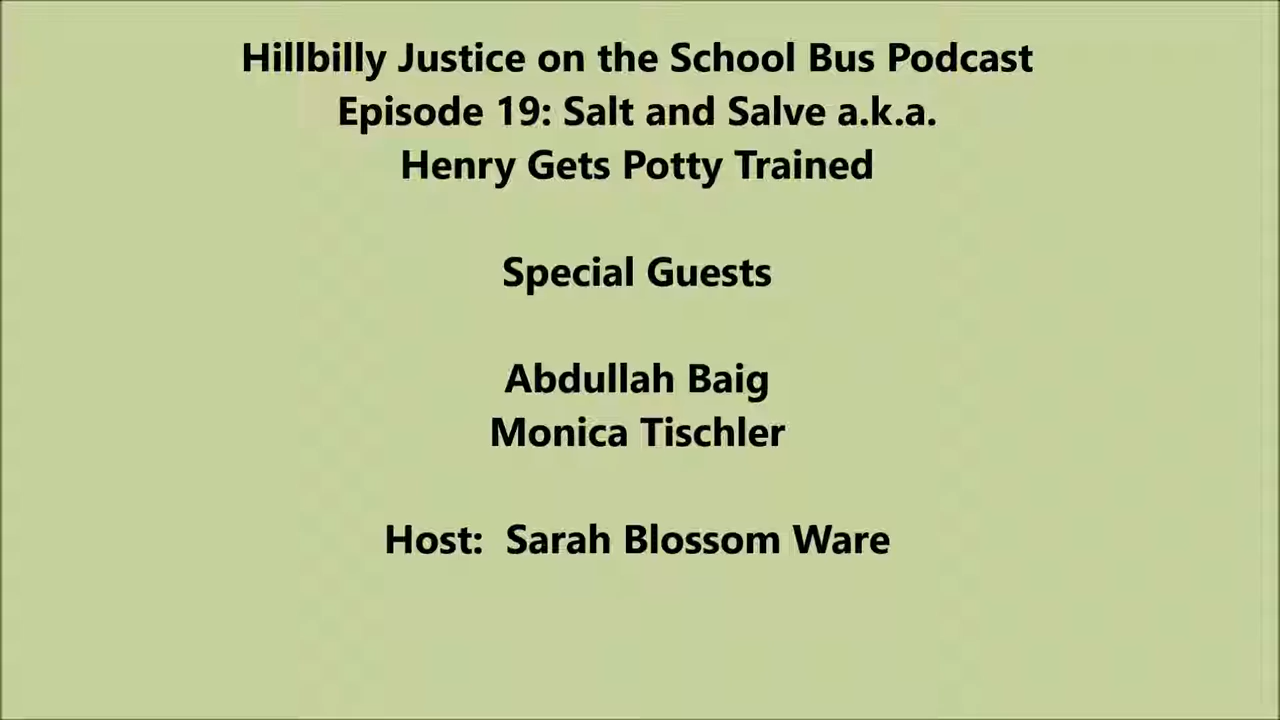 Hillbilly Justice on the School Bus Podcast
Episode 19: Salt and Salve a.k.a.
Henry Gets Potty Trained
Special Guests
Abdullah Baig
Monica Tischler
Host:  Sarah Blossom Ware